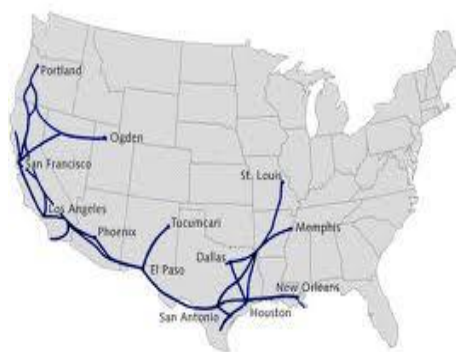 Portland
Ogden
San Francisco
St. Louis
Los Angeles
Tucumcari
Memphis
Phoenix
Dallas
El Paso
New Orleans
San Antonio
Houston